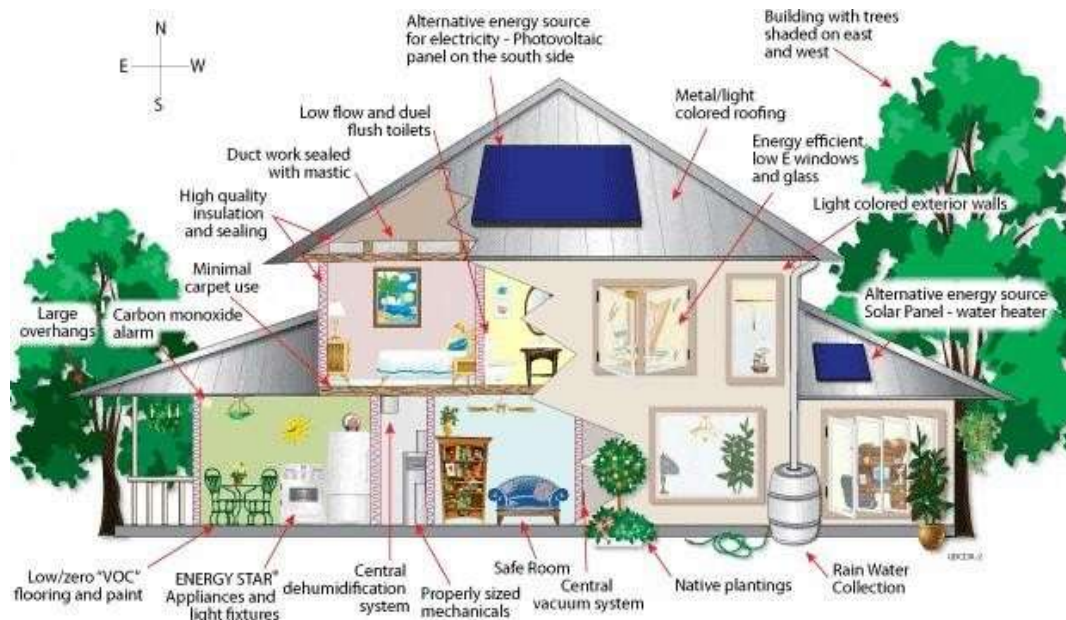 N
E
W
S
Alternative energy source
for electricity - Photovoltaic
panel on the south side
Building with trees
shaded on east
and west
Low flow and duel
flush toilets
Metal/light
colored roofing
Duct work sealed
with mastic
Energy efficient,
low E windows
and glass
High quality
insulation
and sealing
Light colored exterior walls
Minimal
carpet use
Large
overhangs
Carbon monoxide
alarm
Alternative energy source
Solar Panel - water heater
Low/zero "VOC"
flooring and paint
ENERGY STAR®
Appliances and
light fixtures
Central
dehumidification
system
Properly sized
mechanicals
Safe Room
Central
vacuum system
Native plantings
Rain Water
Collection